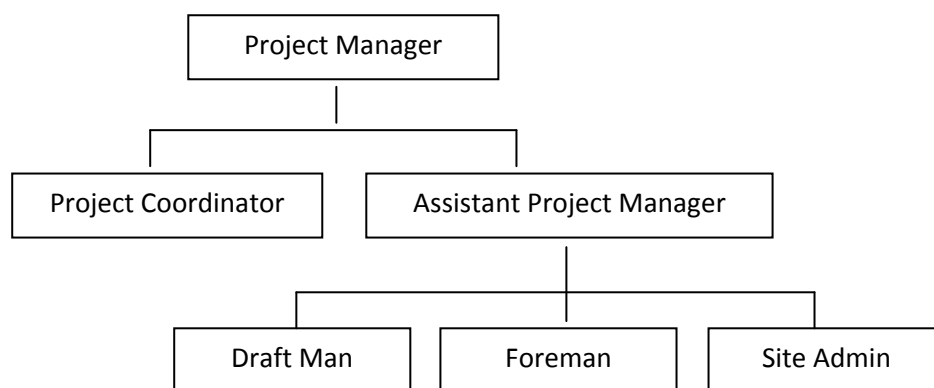 Project Manager
Project Coordinator
Assistant Project Manager
Draft Man
Foreman
Site Admin